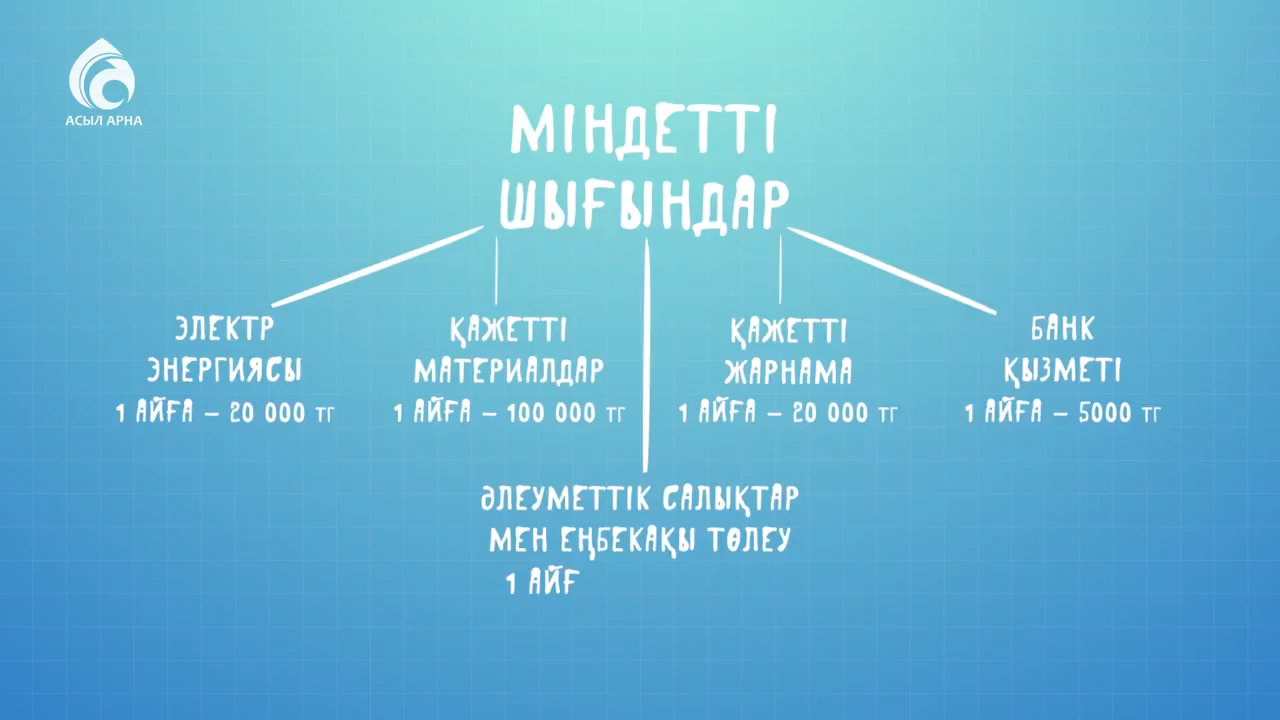 АСЫЛ АРНА
МІНДЕТТІ
ШЫҒЫНДАР
ЭЛЕКТР
ЭНЕРГИЯСЫ
1 АЙҒА – 20 000 ТГ
ҚАЖЕТТІ
МАТЕРИАЛДАР
1 АЙҒА – 100 000 ТГ
ҚАЖЕТТІ
ЖАРНАМА
1 АЙҒА – 20 000 ТГ
БАНК
ҚЫЗМЕТІ
1 АЙҒА – 5000 ТГ
ӘЛЕУМЕТТІК САЛЫҚТАР
МЕН ЕҢБЕКАҚЫ ТӨЛЕУ
1 АЙҒ